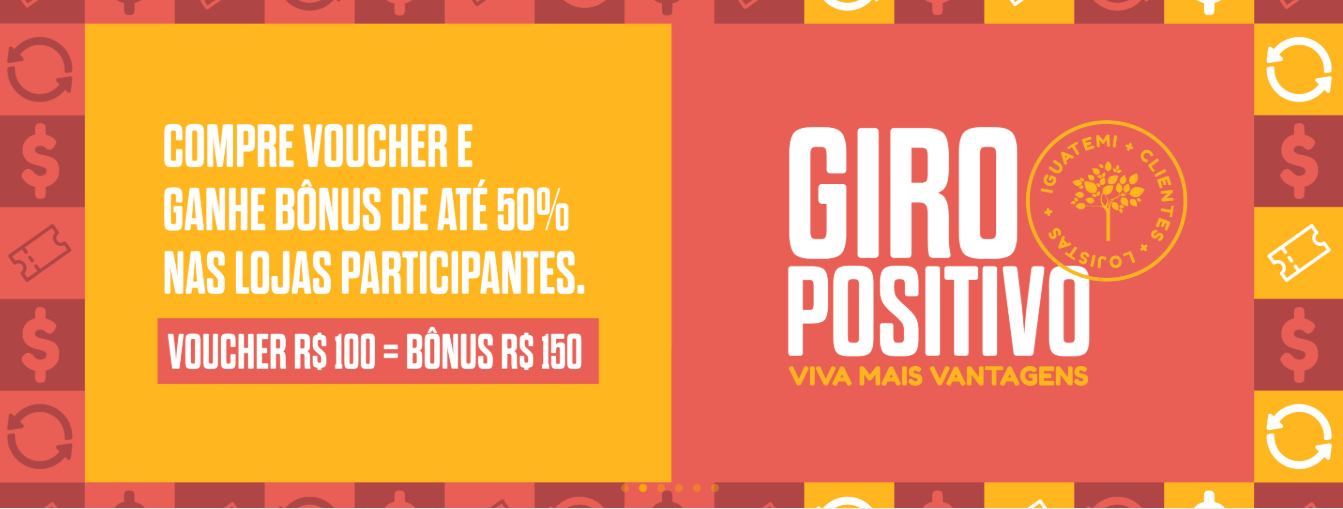 COMPRE VOUCHER E
GANHE BÔNUS DE ATÉ 50%
NAS LOJAS PARTICIPANTES.
VOUCHER R$ 100 = BÔNUS R$ 150
GIRO
POSITIVO
VIVA MAIS VANTAGENS
IGUATEMI + CLIENTES + LOJISTAS +